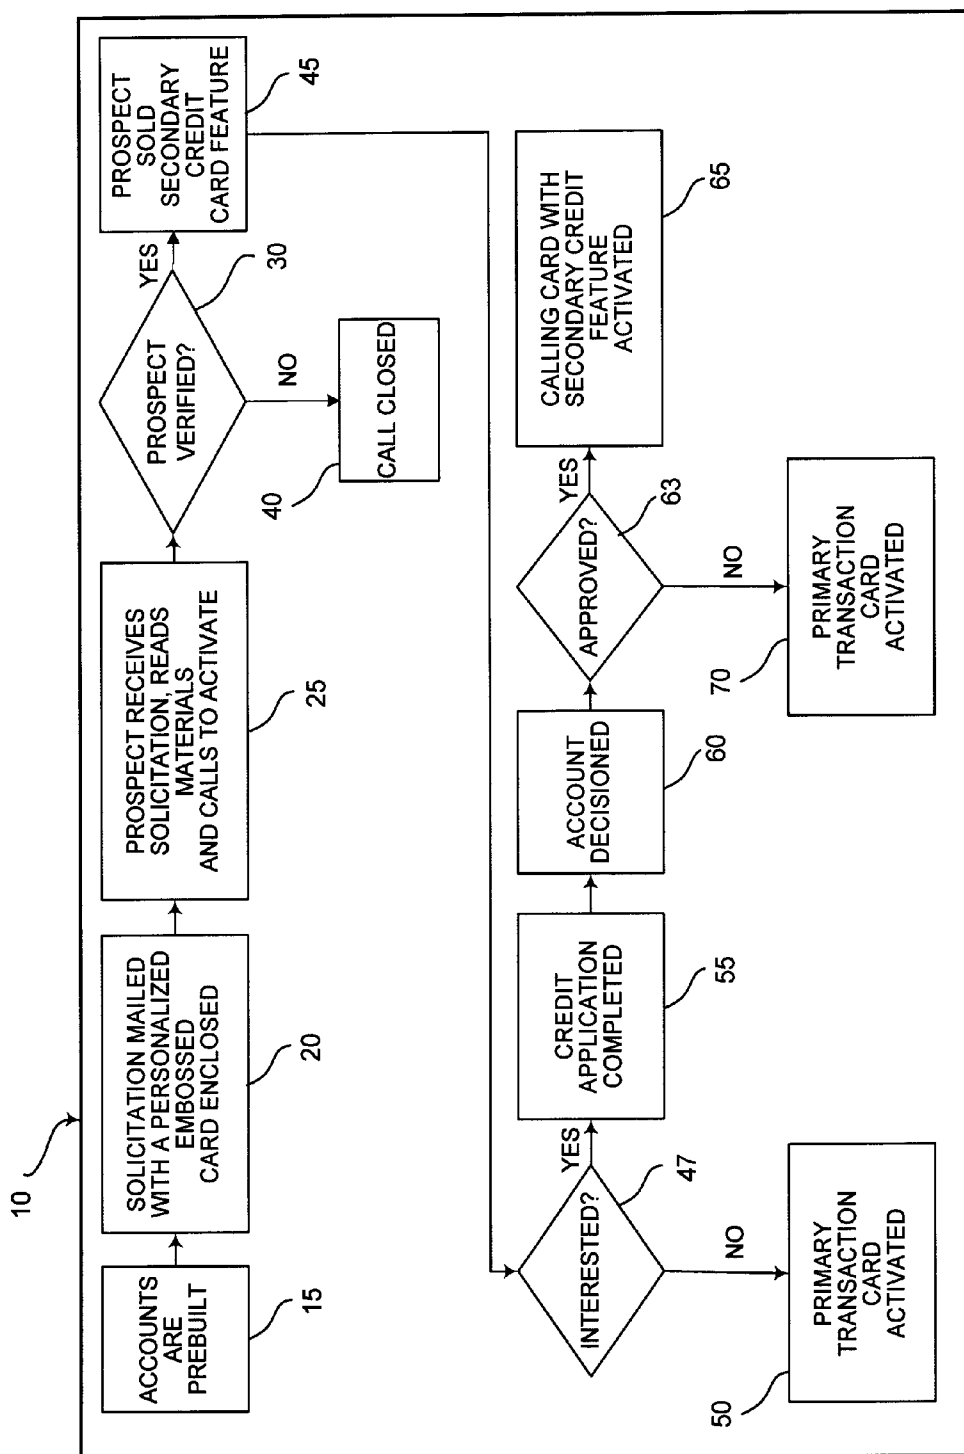 10
ACCOUNTS
ARE
PREBUILT
15
SOLICITATION MAILED
WITH A PERSONALIZED
EMBOSSED
CARD ENCLOSED
20
PROSPECT RECEIVES
SOLICITATION, READS
MATERIALS
AND CALLS TO ACTIVATE
25
PROSPECT
VERIFIED?
30
YES
NO
CALL CLOSED
40
PROSPECT
SOLD
SECONDARY
CREDIT
CARD FEATURE
45
INTERESTED?
47
YES
NO
PRIMARY
TRANSACTION
CARD
ACTIVATED
50
CREDIT
APPLICATION
COMPLETED
55
ACCOUNT
DECISIONED
60
APPROVED?
63
YES
NO
CALLING CARD WITH
SECONDARY CREDIT
FEATURE
ACTIVATED
65
PRIMARY
TRANSACTION
CARD
ACTIVATED
70